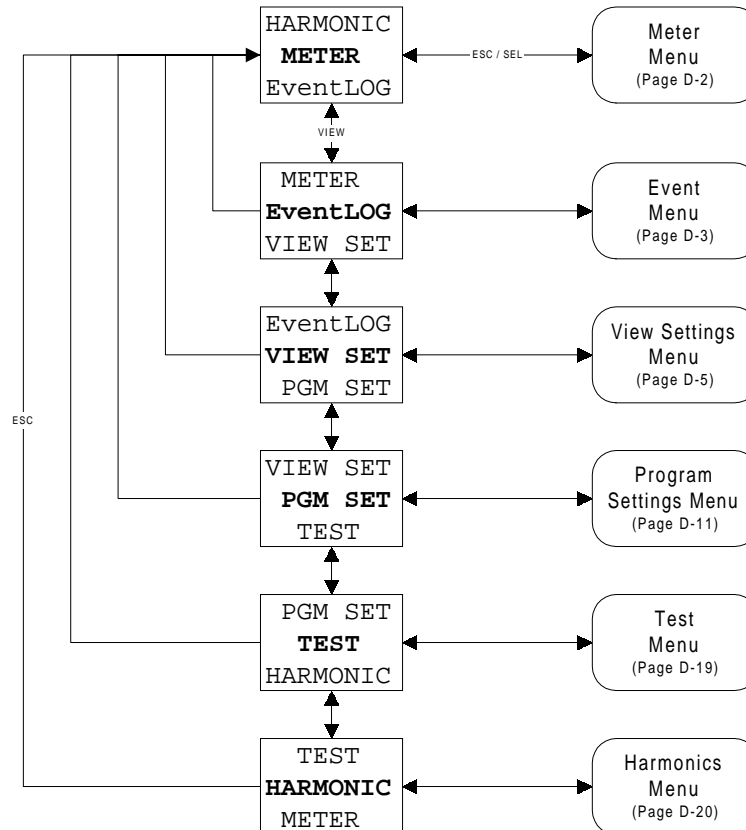 HARMONIC
METER
EventLOG
ESC / SEL
Meter
Menu
(Page D-2)
VIEW
METER
EventLOG
VIEW SET
Event
Menu
(Page D-3)
EventLOG
VIEW SET
PGM SET
View Settings
Menu
(Page D-5)
ESC
VIEW SET
PGM SET
TEST
Program
Settings Menu
(Page D-11)
PGM SET
TEST
HARMONIC
Test
Menu
(Page D-19)
TEST
HARMONIC
METER
Harmonics
Menu
(Page D-20)